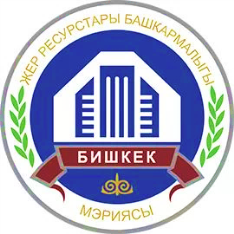 ЖЕР РЕСУРСТАРЫ БАШКАРМАЛЫГЫ
БИШКЕК
МЭРИЯСЫ